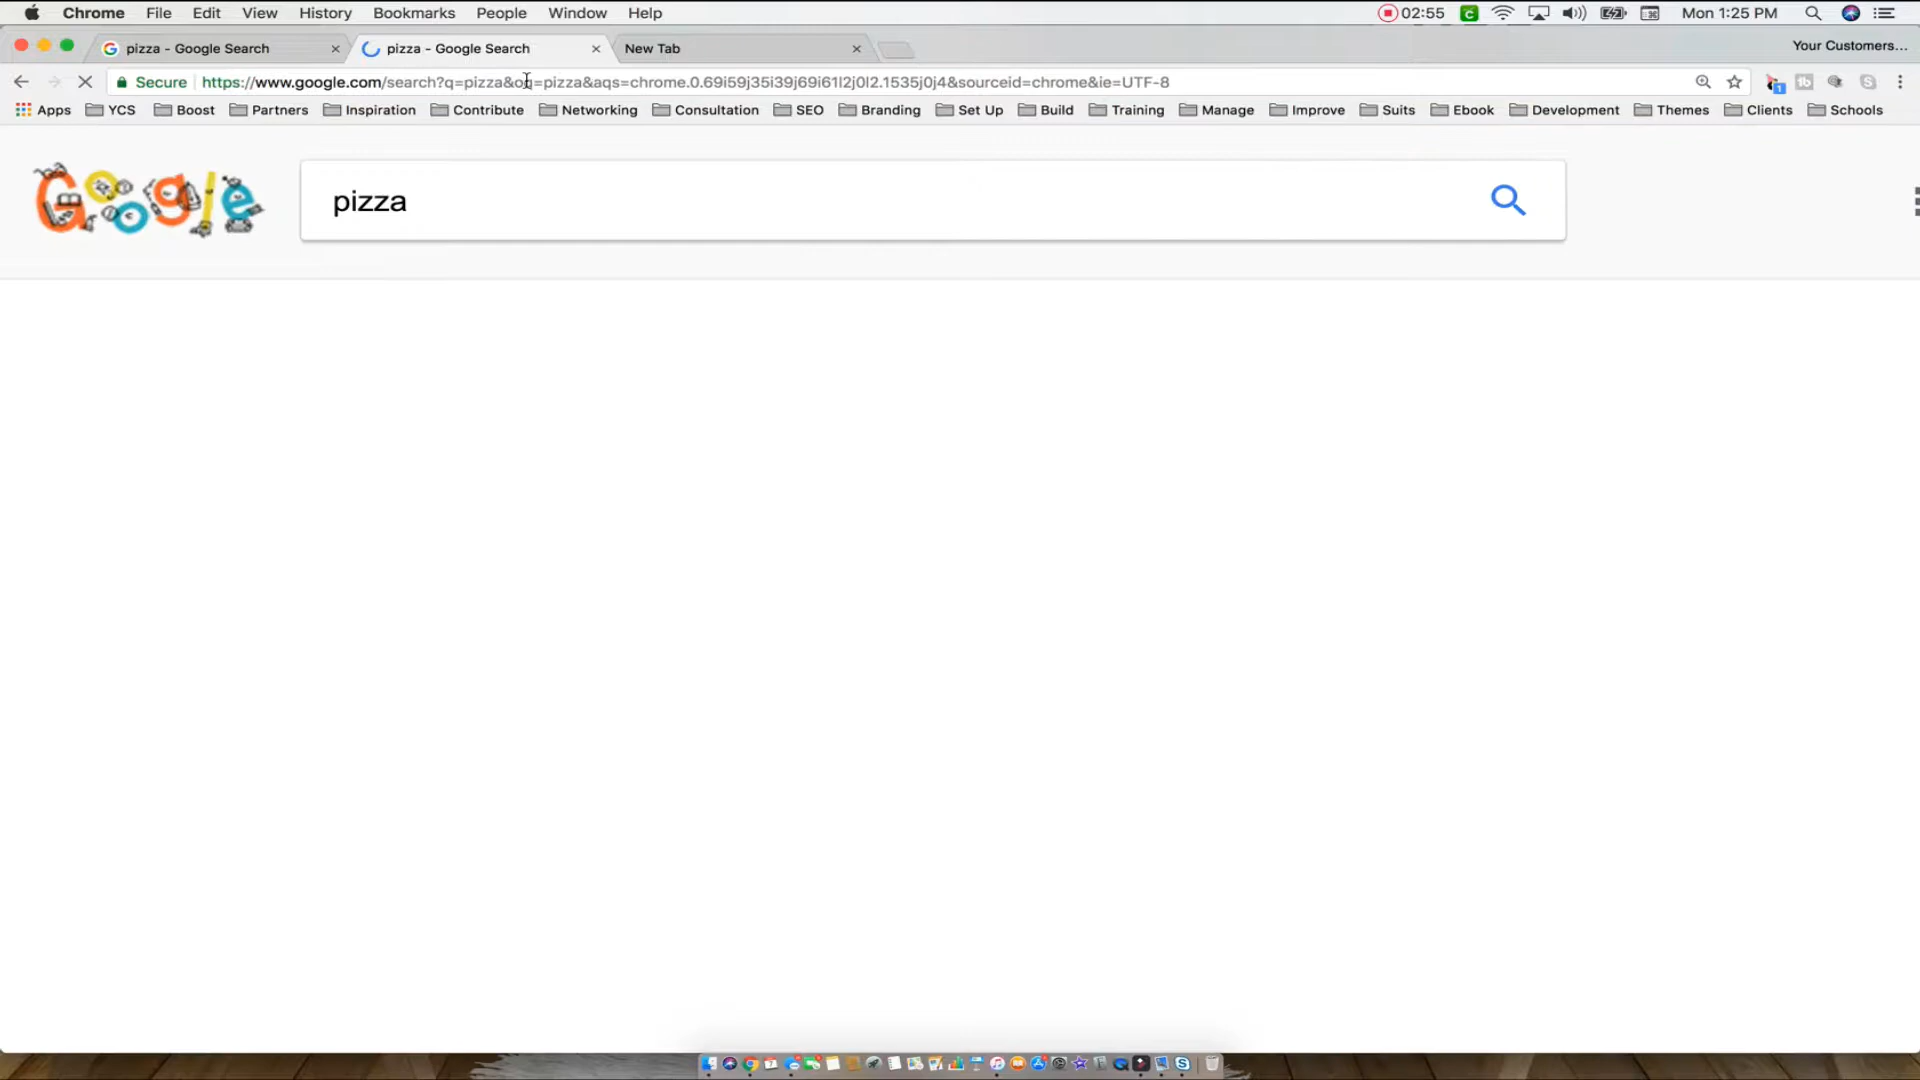 Chrome File Edit View History Bookmarks People Window Help 02:55 Mon 1:25 PM
pizza - Google Search pizza - Google Search New Tab Your Customers...
Secure https://www.google.com/search?q=pizza&oq=pizza&aqs=chrome.0.69i59j35i39j69i61l2j0l2.1535j0j4&sourceid=chrome&ie=UTF-8
Apps YCS Boost Partners Inspiration Contribute Networking Consultation SEO Branding Set Up Build Training Manage Improve Suits Ebook Development Themes Clients Schools
Google pizza